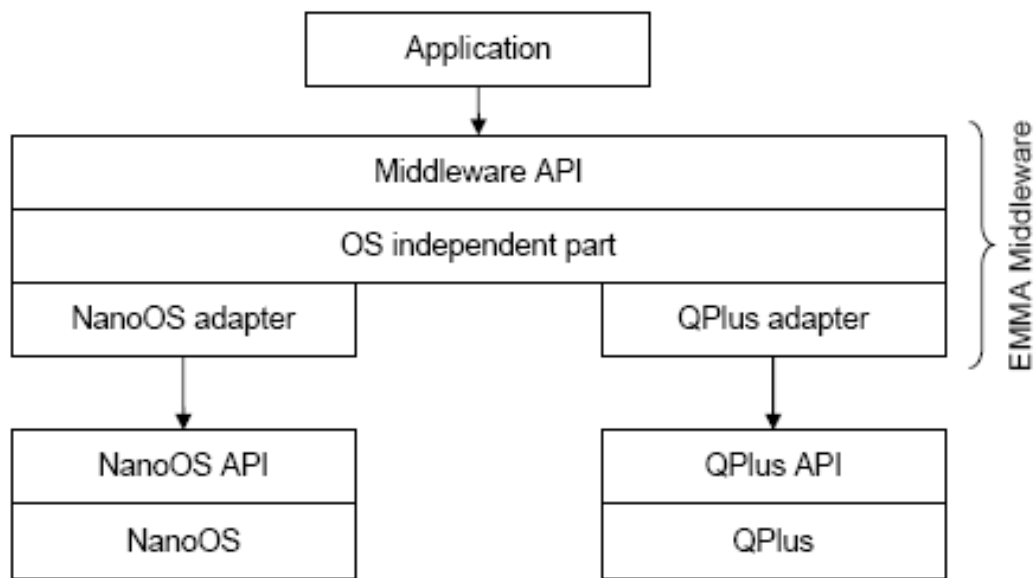 Application
Middleware API
OS independent part
NanoOS adapter
QPlus adapter
EMMA Middleware
NanoOS API
QPlus API
NanoOS
QPlus